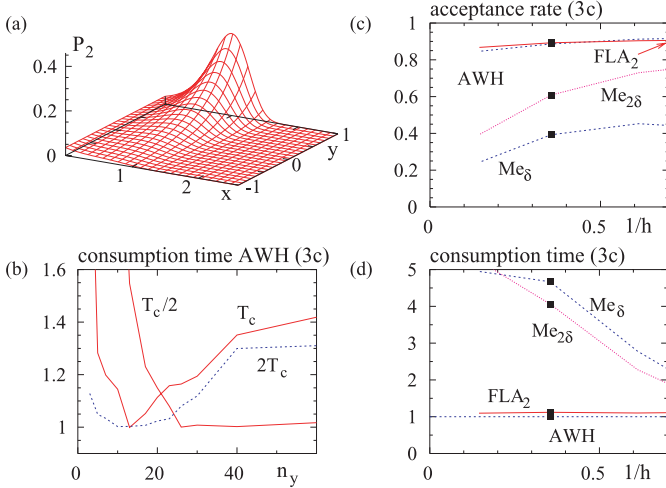 (a)
P2
0.4
0.2
0
1
2
x
-1
0
y
1
(c)
acceptance rate (3c)
1
0.8
0.6
0.4
0.2
0
AWH
FLA2
Me2δ
Meδ
0
0.5
1/h
(b)
consumption time AWH (3c)
1.6
1.4
1.2
1
Tc/2
Tc
2Tc
0
20
40
ny
(d)
consumption time (3c)
5
4
3
2
1
0
Meδ
Me2δ
FLA2
AWH
0
0.5
1/h